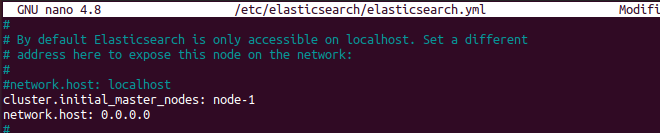 GNU nano 4.8 /etc/elasticsearch/elasticsearch.yml Modifi
#
# By default Elasticsearch is only accessible on localhost. Set a different
# address here to expose this node on the network:
#
#network.host: localhost
cluster.initial_master_nodes: node-1
network.host: 0.0.0.0
#